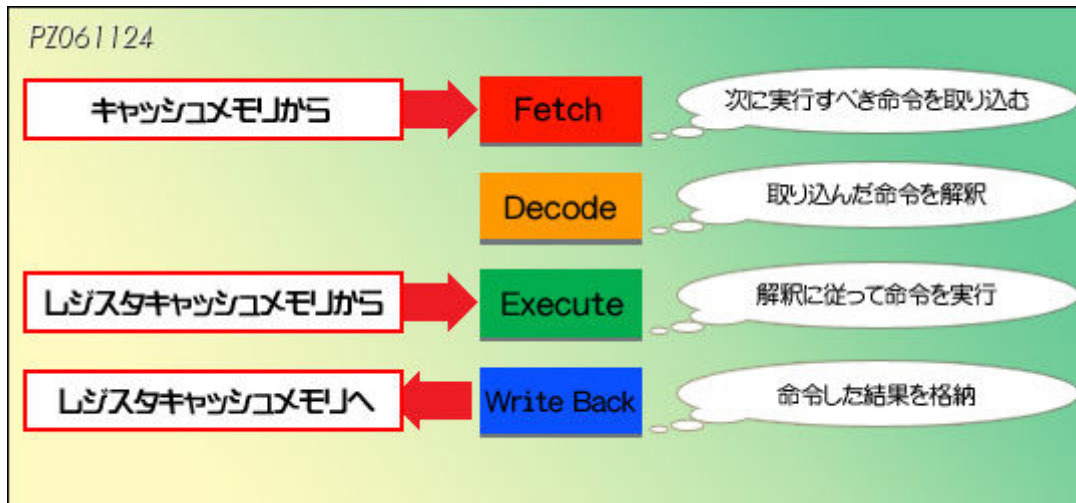 PZ061124
キャッシュメモリから
Fetch
次に実行すべき命令を取り込む
Decode
取り込んだ命令を解釈
レジスタキャッシュメモリから
Execute
解釈に従って命令を実行
レジスタキャッシュメモリへ
Write Back
命令した結果を格納